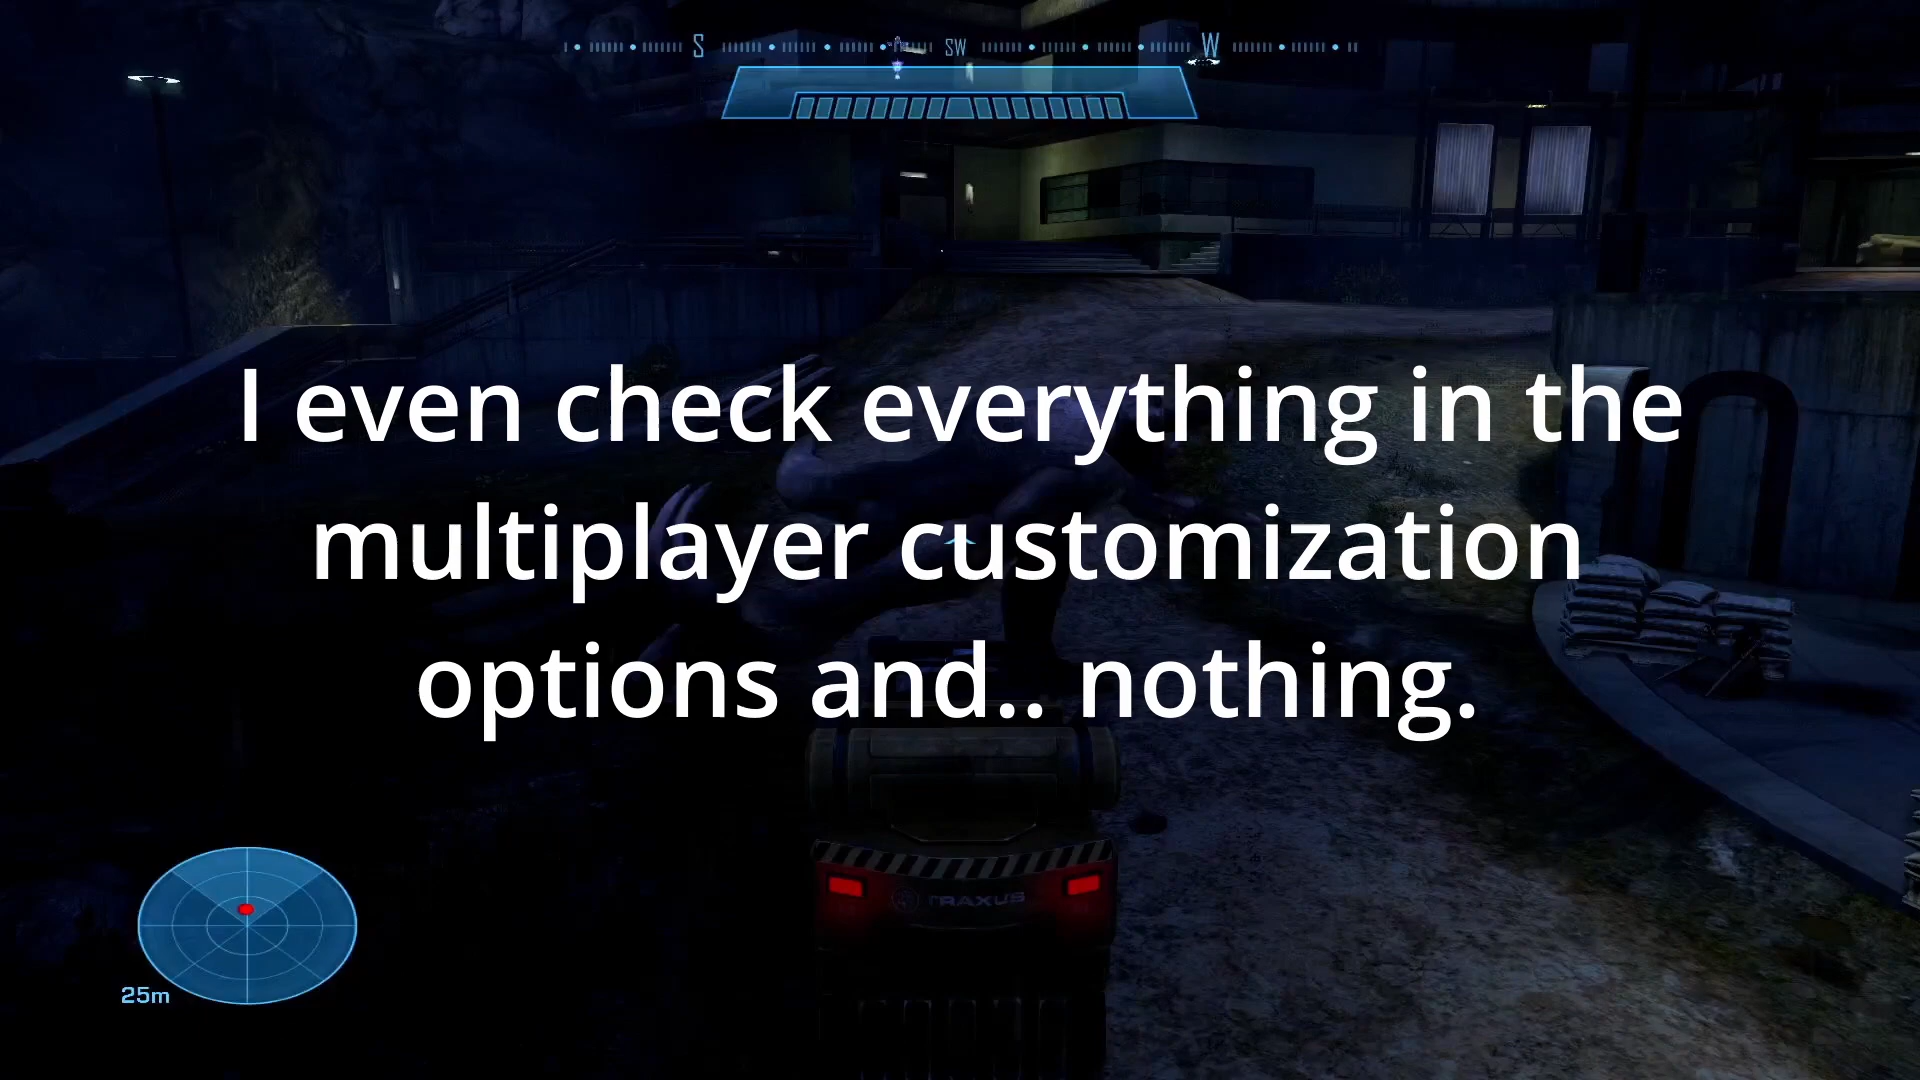 S SW W
I even check everything in the
multiplayer customization
options and.. nothing.
TRAXUS
25m